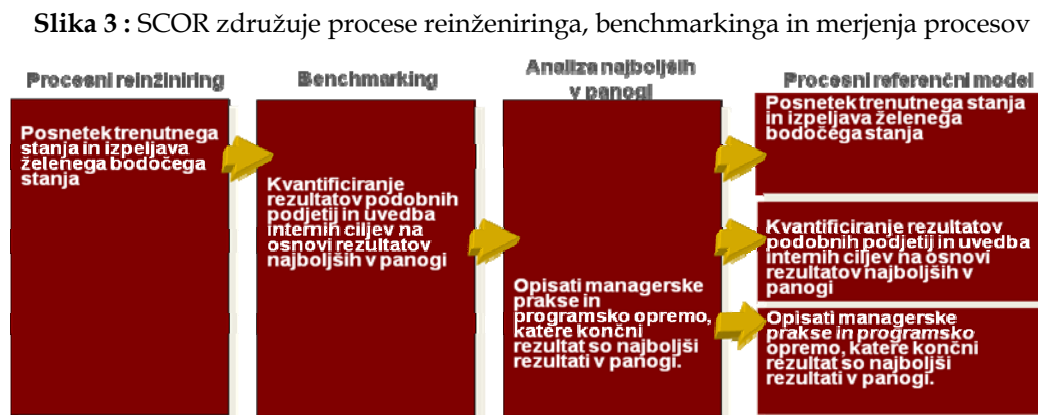 Slika 3 : SCOR združuje procese reinženiringa, benchmarkinga in merjenja procesov
Procesni reinžiniring
Posnetek trenutnega
stanja in izpeljava
želenega bodočega
stanja
Benchmarking
Kvantificiranje
rezultatov podobnih
podjetij in uvedba
internih ciljev na
osnovi rezultatov
najboljših v panogi
Analiza najboljših
v panogi
Opisati managerske
prakse in
programsko opremo,
katere končni
rezultat so najboljši
rezultati v panogi.
Procesni referenčni model
Posnetek trenutnega stanja
in izpeljava želenega
bodočega stanja
Kvantificiranje rezultatov
podobnih podjetij in uvedba
internih ciljev na osnovi
rezultatov najboljših v
panogi
Opisati managerske
prakse in programsko
opremo, katere končni
rezultat so najboljši
rezultati v panogi.